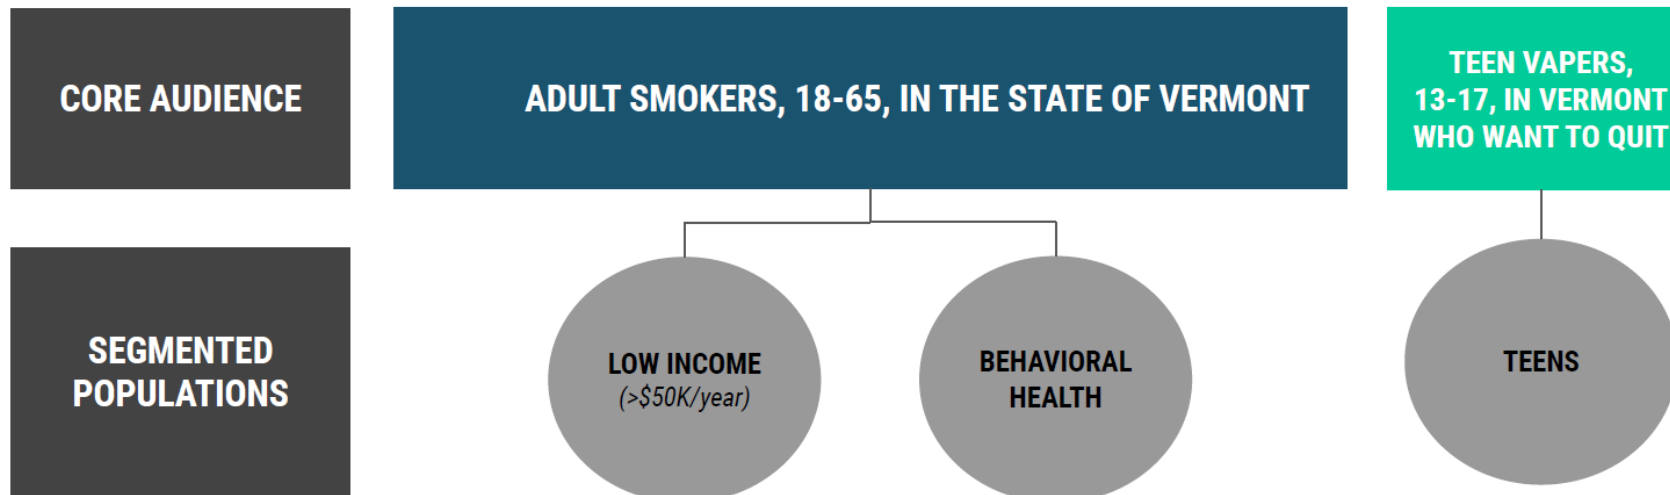 CORE AUDIENCE
ADULT SMOKERS, 18-65, IN THE STATE OF VERMONT
TEEN VAPERS,
13-17, IN VERMONT
WHO WANT TO QUIT
SEGMENTED
POPULATIONS
LOW INCOME
(>$50K/year)
BEHAVIORAL
HEALTH
TEENS